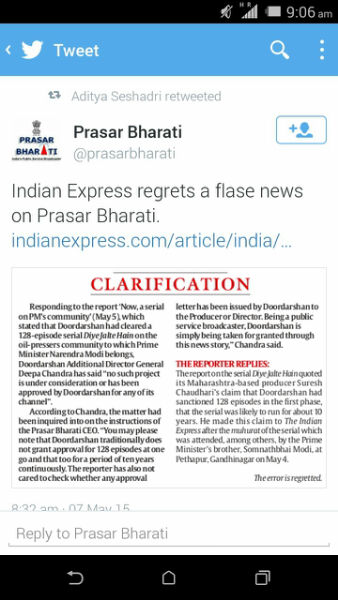 H R
9:06 am
Tweet
Aditya Seshadri retweeted
PRASAR
BHARATI
India's Public Service Broadcaster
Prasar Bharati
@prasarbharati
Indian Express regrets a flase news
on Prasar Bharati.
indianexpress.com/article/india/...
CLARIFICATION
Responding to the report 'Now, a serial
on PM's community' (May 5), which
stated that Doordarshan had cleared a
128-episode serial Diye Jalte Hain on the
oil-pressers community to which Prime
Minister Narendra Modi belongs,
Doordarshan Additional Director General
Deepa Chandra has said "no such project
is under consideration or has been
approved by Doordarshan for any of its
channel".
According to Chandra, the matter had
been inquired into on the instructions of
the Prasar Bharati CEO. "You may please
note that Doordarshan traditionally does
not grant approval for 128 episodes at one
go and that too for a period of ten years
continuously. The reporter has also not
cared to check whether any approval
letter has been issued by Doordarshan to
the Producer or Director. Being a public
service broadcaster, Doordarshan is
simply being taken for granted through
this news story," Chandra said.
THE REPORTER REPLIES:
The report on the serial Diye Jalte Hain quoted
its Maharashtra-based producer Suresh
Chaudhari's claim that Doordarshan had
sanctioned 128 episodes in the first phase,
that the serial was likely to run for about 10
years. He made this claim to The Indian
Express after the muhurat of the serial which
was attended, among others, by the Prime
Minister's brother, Somnathbhai Modi, at
Pethapur, Gandhinagar on May 4.
The error is regretted.
8:32 am · 07 May 15
Reply to Prasar Bharati